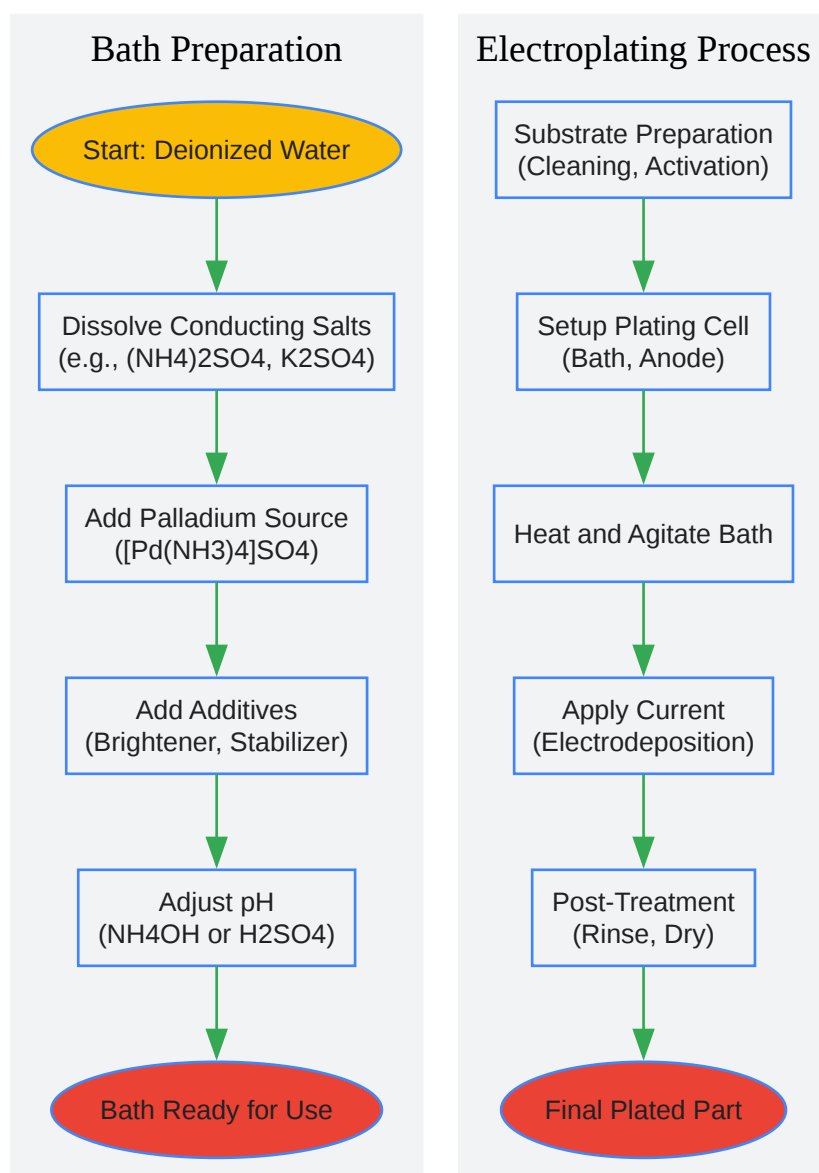 Bath Preparation
Start: Deionized Water
Dissolve Conducting Salts
(e.g., (NH4)2SO4, K2SO4)
Add Palladium Source
([Pd(NH3)4]SO4)
Add Additives
(Brightener, Stabilizer)
Adjust pH
(NH4OH or H2SO4)
Bath Ready for Use
Electroplating Process
Substrate Preparation
(Cleaning, Activation)
Setup Plating Cell
(Bath, Anode)
Heat and Agitate Bath
Apply Current
(Electrodeposition)
Post-Treatment
(Rinse, Dry)
Final Plated Part